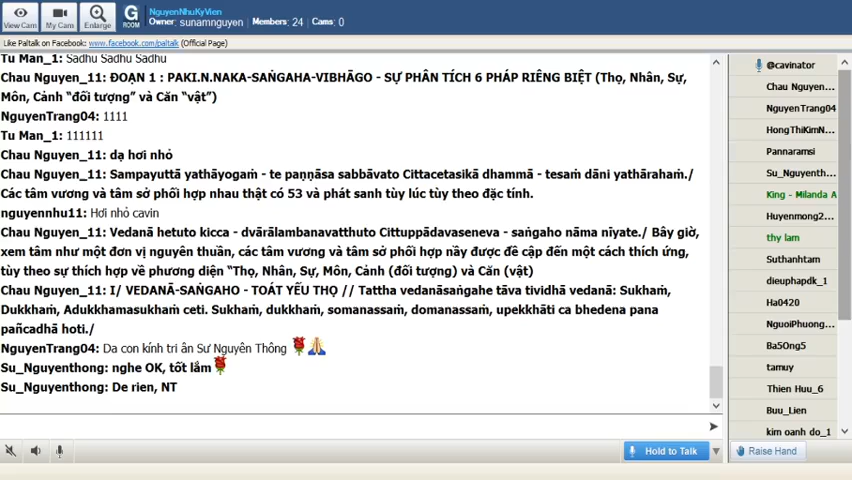 NguyenNhuKyVien
Owner: sunamnguyen Members: 24 Cams: 0
View Cam My Cam Enlarge G ROOM
Like Paltalk on Facebook: www.facebook.com/paltalk (Official Page)
Tu Man_1: Sadhu Sadhu Sadhu
Chau Nguyen_11: ĐOẠN 1 : PAKI.N.NAKA-SAṄGAHA-VIBHĀGO - SỰ PHÂN TÍCH 6 PHÁP RIÊNG BIỆT (Thọ, Nhân, Sự,
Môn, Cảnh “đối tượng” và Căn “vật”)
NguyenTrang04: 1111
Tu Man_1: 111111
Chau Nguyen_11: dạ hơi nhỏ
Chau Nguyen_11: Sampayuttā yathāyogaṁ - te paṇṇāsa sabbāvato Cittacetasikā dhammā - tesaṁ dāni yathārahaṁ./
Các tâm vương và tâm sở phối hợp nhau thật có 53 và phát sanh tùy lúc tùy theo đặc tính.
nguyennhu11: Hơi nhỏ cavin
Chau Nguyen_11: Vedanā hetuto kicca - dvārālambanavatthuto Cittuppādavaseneva - saṅgaho nāma nīyate./ Bây giờ,
xem tâm như một đơn vị nguyên thuần, các tâm vương và tâm sở phối hợp nầy được đề cập đến một cách thích ứng,
tùy theo sự thích hợp về phương diện “Thọ, Nhân, Sự, Môn, Cảnh (đối tượng) và Căn (vật)
Chau Nguyen_11: I/ VEDANĀ-SAṄGAHO - TOÁT YẾU THỌ // Tattha vedanāsaṅgahe tāva tividhā vedanā: Sukhaṁ,
Dukkhaṁ, Adukkhamasukhaṁ ceti. Sukhaṁ, dukkhaṁ, somanassaṁ, domanassaṁ, upekkhāti ca bhedena pana
pañcadhā hoti./
NguyenTrang04: Da con kính tri ân Sư Nguyên Thông
Su_Nguyenthong: nghe OK, tốt lắm
Su_Nguyenthong: De rien, NT
Hold to Talk
@cavinator
Chau Nguyen...
NguyenTrang04
HongThiKimN...
Pannaramsi
Su_Nguyenth...
King - Milanda A
Huyenmong2...
thy lam
Suthanhtam
dieuphapdk_1
Ha0420
NguoiPhuong...
Ba5Ong5
tamuy
Thien Huu_6
Buu_Lien
kim oanh do_1
Raise Hand